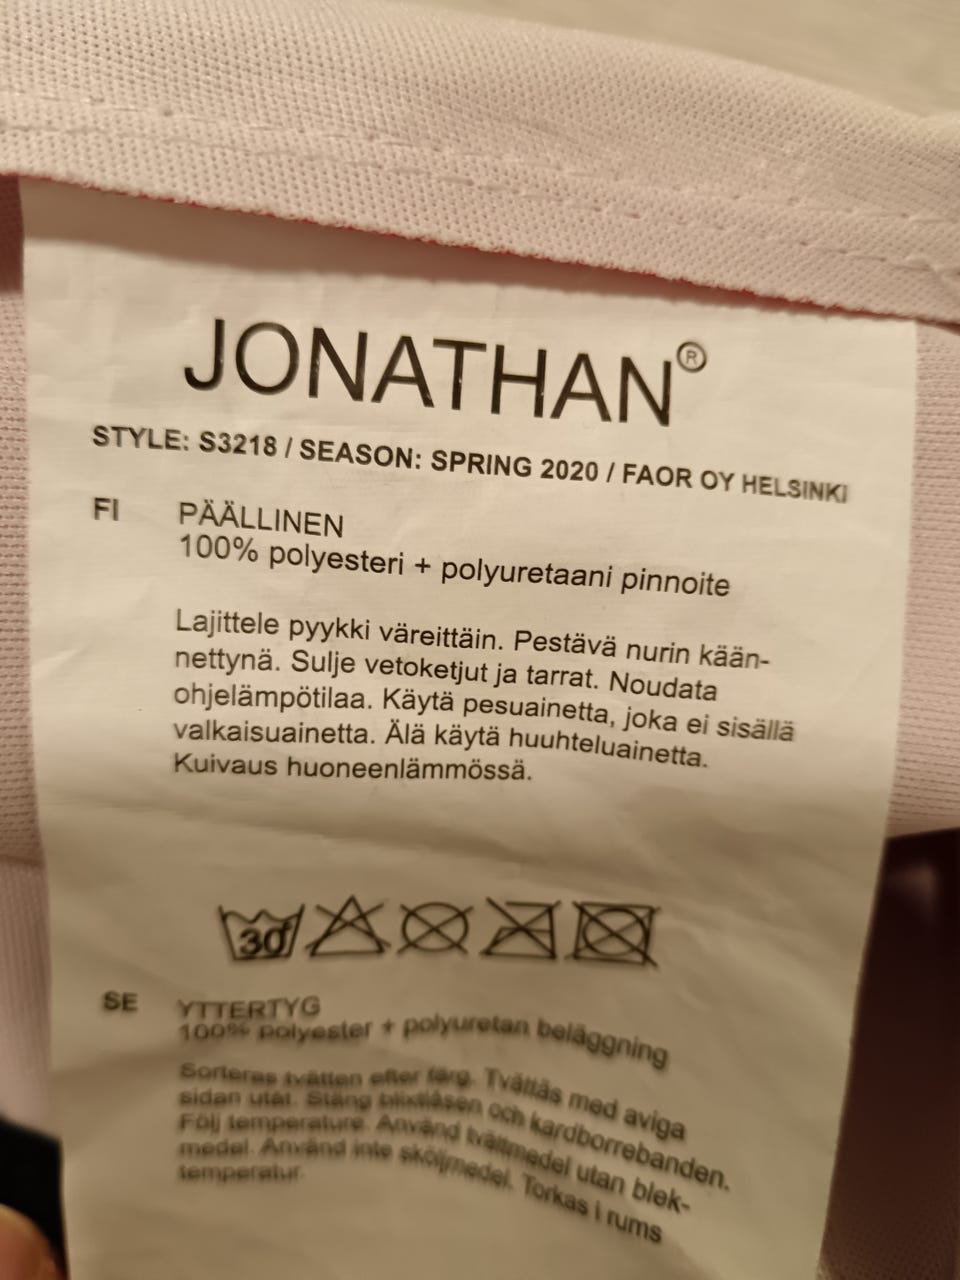 JONATHAN®
STYLE: S3218 / SEASON: SPRING 2020 / FAOR OY HELSINKI
FI PÄÄLLINEN
100% polyesteri + polyuretaani pinnoite
Lajittele pyykki väreittäin. Pestävä nurin kään-
nettynä. Sulje vetoketjut ja tarrat. Noudata
ohjelämpötilaa. Käytä pesuainetta, joka ei sisällä
valkaisuainetta. Älä käytä huuhteluainetta.
Kuivaus huoneenlämmössä.
30°
SE YTTERTYG
100% polyester + polyuretan beläggning
Sorteras tvätten efter färg. Tvättäs med aviga
sidan utåt. Stäng blixtlåsen och kardborrebanden.
Följ temperature. Använd tvättmedel utan blek-
medel. Använd inte sköljmedel. Torkas i rums
temperatur.